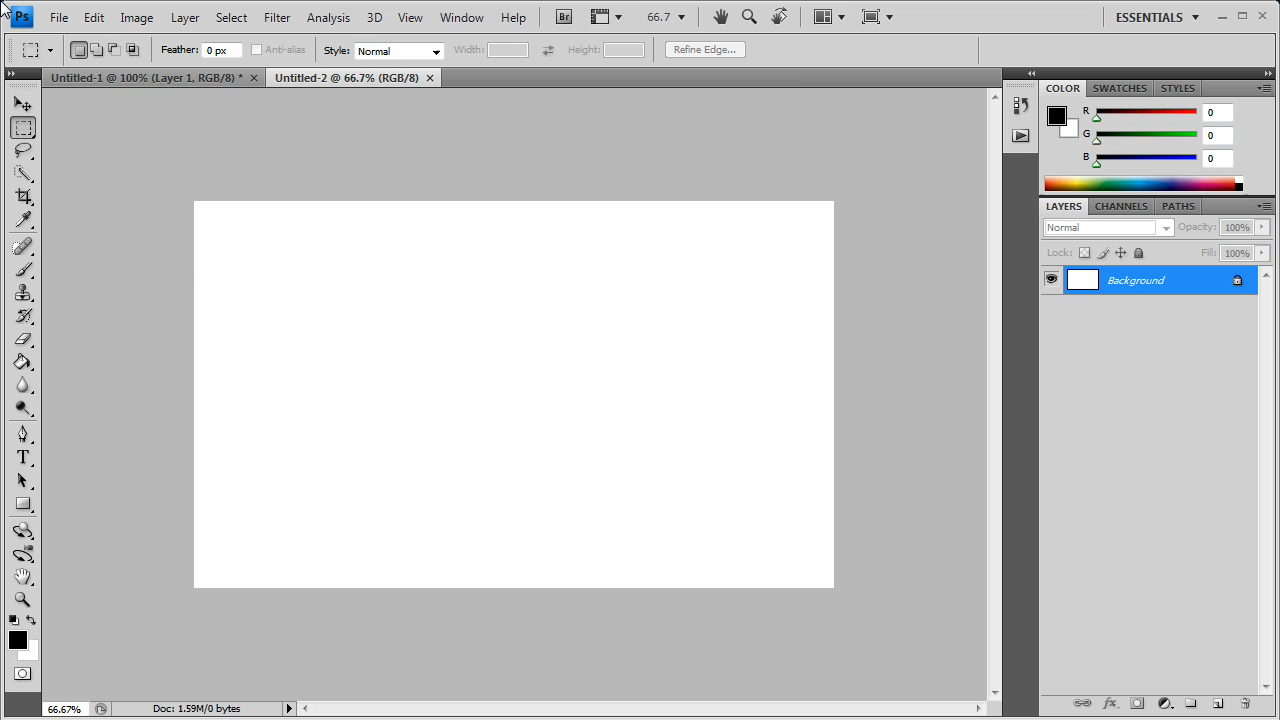 Ps File Edit Image Layer Select Filter Analysis 3D View Window Help Br 66.7 ESSENTIALS
Feather: 0 px Anti-alias Style: Normal Width: Height: Refine Edge...
Untitled-1 @ 100% (Layer 1, RGB/8) * Untitled-2 @ 66.7% (RGB/8)
COLOR SWATCHES STYLES
R 0
G 0
B 0
LAYERS CHANNELS PATHS
Normal Opacity: 100%
Lock: Fill: 100%
Background
T
fx
66.67% Doc: 1.59M/0 bytes